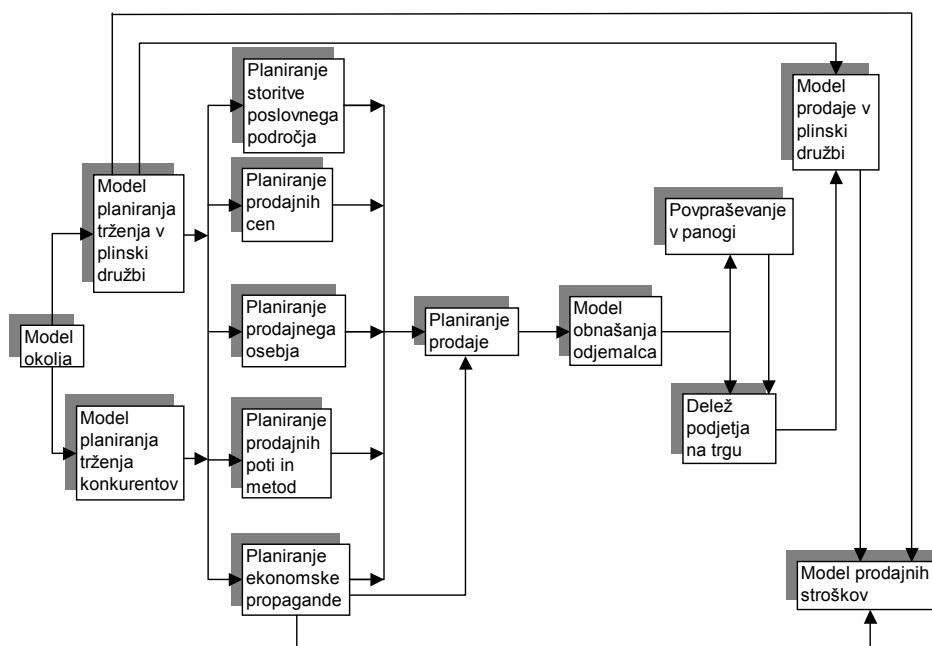 Model
okolja
Model
planiranja
trženja v
plinski
družbi
Model
planiranja
trženja
konkurentov
Planiranje
storitve
poslovnega
področja
Planiranje
prodajnih
cen
Planiranje
prodajnega
osebja
Planiranje
prodajnih
poti in
metod
Planiranje
ekonomske
propagande
Planiranje
prodaje
Model
obnašanja
odjemalca
Povpraševanje
v panogi
Delež
podjetja
na trgu
Model
prodaje v
plinski
družbi
Model prodajnih
stroškov